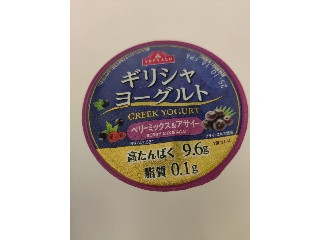 TOPVALU
ギリシャ
ヨーグルト
GREEK YOGURT
ベリーミックス&アサイー
高たんぱく 9.6g
脂質 0.1g